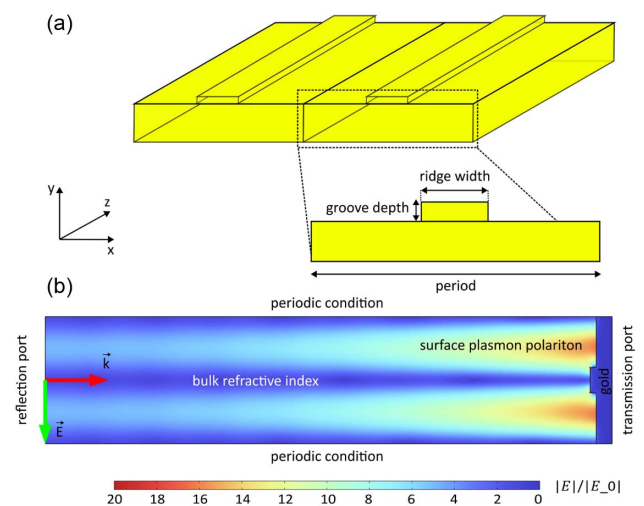 (a)
ridge width
groove depth
y
z
x
period
(b)
periodic condition
reflection port
k
E
bulk refractive index
surface plasmon polariton
gold
transmission port
periodic condition
20 18 16 14 12 10 8 6 4 2 0
|E|/|E_0|